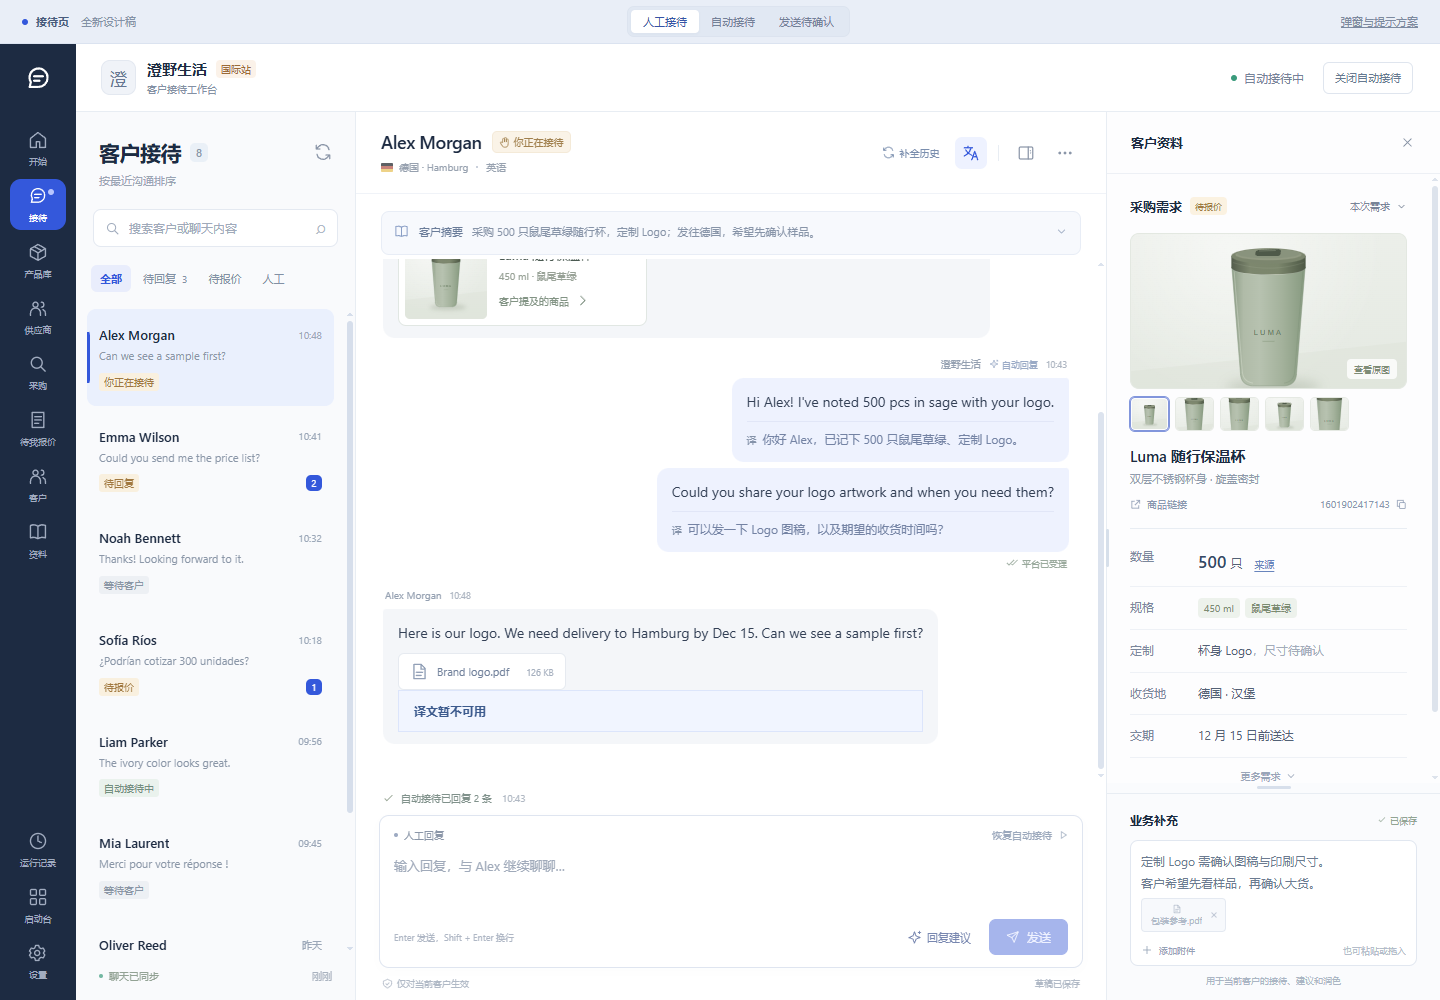 接待页 全新设计稿
人工接待 自动接待 发送待确认
弹窗与提示方案
澄 澄野生活 国际站
客户接待工作台
自动接待中 关闭自动接待
开始
接待
产品库
供应商
采购
待我报价
客户
资料
运行记录
启动台
设置
客户接待 8
按最近沟通排序
搜索客户或聊天内容
全部 待回复 3 待报价 人工
Alex Morgan 10:48
Can we see a sample first?
你正在接待
Emma Wilson 10:41
Could you send me the price list?
待回复 2
Noah Bennett 10:32
Thanks! Looking forward to it.
等待客户
Sofía Ríos 10:18
¿Podrían cotizar 300 unidades?
待报价 1
Liam Parker 09:56
The ivory color looks great.
自动接待中
Mia Laurent 09:45
Merci pour votre réponse !
等待客户
Oliver Reed 昨天
聊天已同步 刚刚
Alex Morgan 你正在接待
德国 · Hamburg · 英语
补全历史
客户摘要 采购 500 只鼠尾草绿随行杯，定制 Logo；发往德国，希望先确认样品。
450 ml · 鼠尾草绿
客户提及的商品
澄野生活 自动回复 10:43
Hi Alex! I've noted 500 pcs in sage with your logo.
译 你好 Alex，已记下 500 只鼠尾草绿、定制 Logo。
Could you share your logo artwork and when you need them?
译 可以发一下 Logo 图稿，以及期望的收货时间吗？
平台已受理
Alex Morgan 10:48
Here is our logo. We need delivery to Hamburg by Dec 15. Can we see a sample first?
Brand logo.pdf 126 KB
译文暂不可用
自动接待已回复 2 条 10:43
人工回复 恢复自动接待
输入回复，与 Alex 继续聊聊...
Enter 发送，Shift + Enter 换行
回复建议 发送
仅对当前客户生效 草稿已保存
客户资料
采购需求 待报价 本次需求
LUMA
查看原图
Luma 随行保温杯
双层不锈钢杯身 · 旋盖密封
商品链接 1601902417143
数量 500 只 来源
规格 450 ml 鼠尾草绿
定制 杯身 Logo，尺寸待确认
收货地 德国 · 汉堡
交期 12 月 15 日前送达
更多需求
业务补充 已保存
定制 Logo 需确认图稿与印刷尺寸。
客户希望先看样品，再确认大货。
包装参考.pdf
添加附件 也可粘贴或拖入
用于当前客户的接待、建议和润色